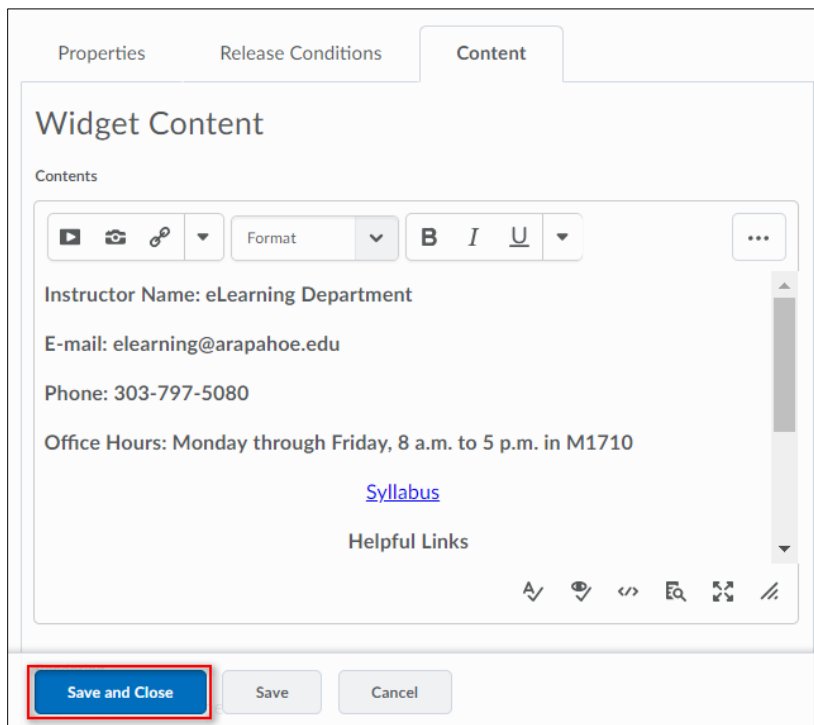 Properties Release Conditions Content
Widget Content
Contents
Format B I U ...
Instructor Name: eLearning Department
E-mail: elearning@arapahoe.edu
Phone: 303-797-5080
Office Hours: Monday through Friday, 8 a.m. to 5 p.m. in M1710
Syllabus
Helpful Links
Save and Close Save Cancel